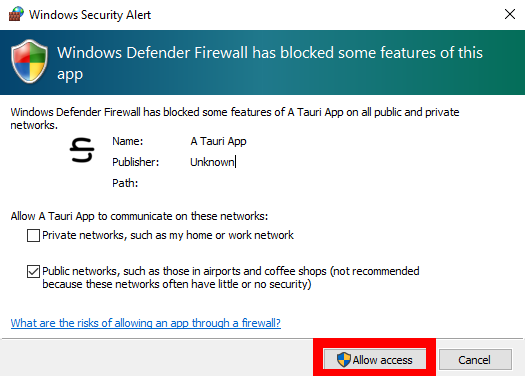 Windows Security Alert
Windows Defender Firewall has blocked some features of this
app
Windows Defender Firewall has blocked some features of A Tauri App on all public and private
networks.
Name: A Tauri App
Publisher: Unknown
Path:
Allow A Tauri App to communicate on these networks:
Private networks, such as my home or work network
Public networks, such as those in airports and coffee shops (not recommended
because these networks often have little or no security)
What are the risks of allowing an app through a firewall?
Allow access Cancel